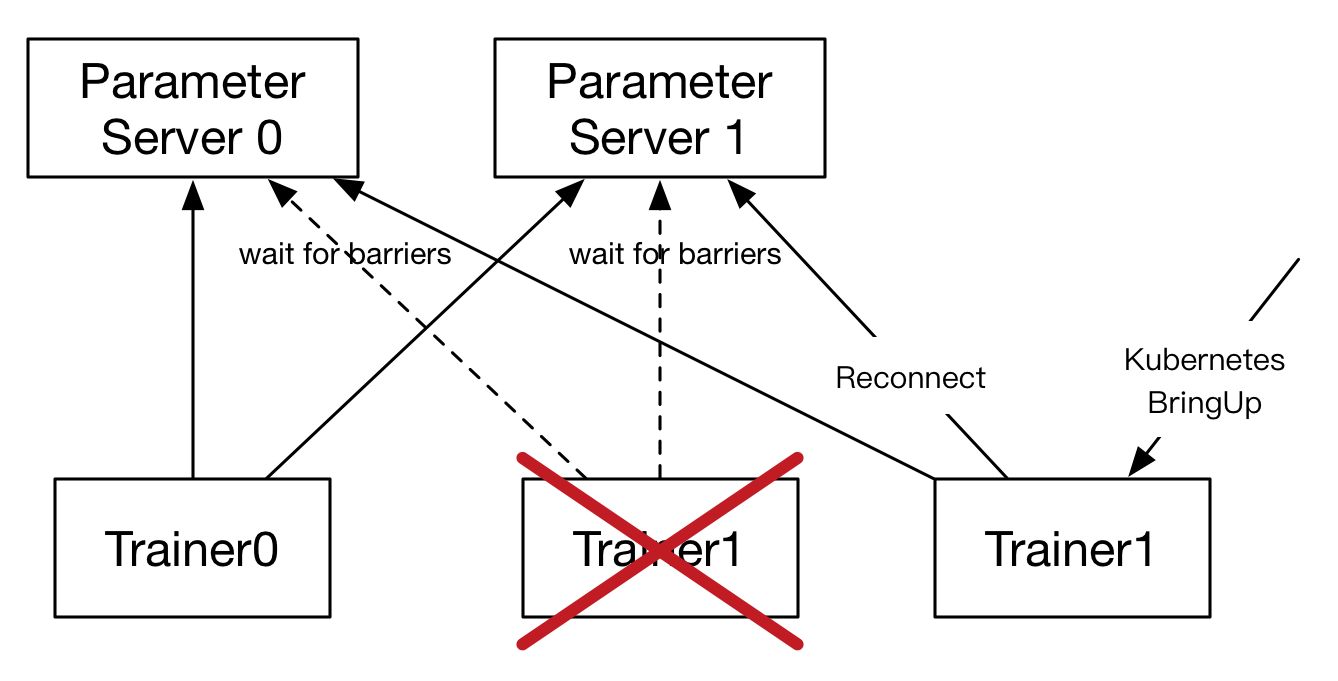 Parameter
Server 0
Parameter
Server 1
wait for barriers
wait for barriers
Reconnect
Kubernetes
BringUp
Trainer0
Trainer1
Trainer1